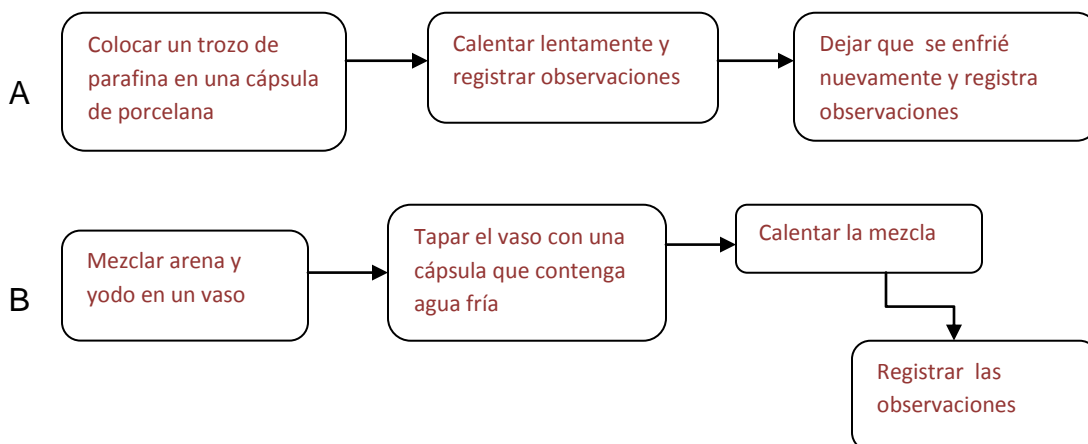 A
Colocar un trozo de
parafina en una cápsula
de porcelana
Calentar lentamente y
registrar observaciones
Dejar que se enfrié
nuevamente y registra
observaciones
B
Mezclar arena y
yodo en un vaso
Tapar el vaso con una
cápsula que contenga
agua fría
Calentar la mezcla
Registrar las
observaciones